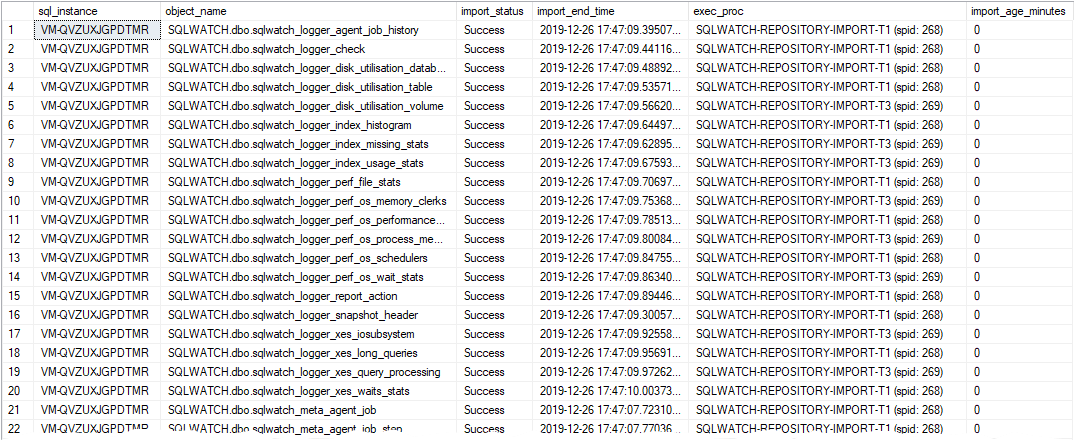 sql_instance object_name import_status import_end_time exec_proc import_age_minutes
1 VM-QVZUXJGPDTMR SQLWATCH.dbo.sqlwatch_logger_agent_job_history Success 2019-12-26 17:47:09.39507... SQLWATCH-REPOSITORY-IMPORT-T1 (spid: 268) 0
2 VM-QVZUXJGPDTMR SQLWATCH.dbo.sqlwatch_logger_check Success 2019-12-26 17:47:09.44116... SQLWATCH-REPOSITORY-IMPORT-T1 (spid: 268) 0
3 VM-QVZUXJGPDTMR SQLWATCH.dbo.sqlwatch_logger_disk_utilisation_datab... Success 2019-12-26 17:47:09.48892... SQLWATCH-REPOSITORY-IMPORT-T1 (spid: 268) 0
4 VM-QVZUXJGPDTMR SQLWATCH.dbo.sqlwatch_logger_disk_utilisation_table Success 2019-12-26 17:47:09.53571... SQLWATCH-REPOSITORY-IMPORT-T1 (spid: 268) 0
5 VM-QVZUXJGPDTMR SQLWATCH.dbo.sqlwatch_logger_disk_utilisation_volume Success 2019-12-26 17:47:09.56620... SQLWATCH-REPOSITORY-IMPORT-T3 (spid: 269) 0
6 VM-QVZUXJGPDTMR SQLWATCH.dbo.sqlwatch_logger_index_histogram Success 2019-12-26 17:47:09.64497... SQLWATCH-REPOSITORY-IMPORT-T1 (spid: 268) 0
7 VM-QVZUXJGPDTMR SQLWATCH.dbo.sqlwatch_logger_index_missing_stats Success 2019-12-26 17:47:09.62895... SQLWATCH-REPOSITORY-IMPORT-T3 (spid: 269) 0
8 VM-QVZUXJGPDTMR SQLWATCH.dbo.sqlwatch_logger_index_usage_stats Success 2019-12-26 17:47:09.67593... SQLWATCH-REPOSITORY-IMPORT-T3 (spid: 269) 0
9 VM-QVZUXJGPDTMR SQLWATCH.dbo.sqlwatch_logger_perf_file_stats Success 2019-12-26 17:47:09.70697... SQLWATCH-REPOSITORY-IMPORT-T1 (spid: 268) 0
10 VM-QVZUXJGPDTMR SQLWATCH.dbo.sqlwatch_logger_perf_os_memory_clerks Success 2019-12-26 17:47:09.75368... SQLWATCH-REPOSITORY-IMPORT-T3 (spid: 269) 0
11 VM-QVZUXJGPDTMR SQLWATCH.dbo.sqlwatch_logger_perf_os_performance... Success 2019-12-26 17:47:09.78513... SQLWATCH-REPOSITORY-IMPORT-T1 (spid: 268) 0
12 VM-QVZUXJGPDTMR SQLWATCH.dbo.sqlwatch_logger_perf_os_process_me... Success 2019-12-26 17:47:09.80084... SQLWATCH-REPOSITORY-IMPORT-T3 (spid: 269) 0
13 VM-QVZUXJGPDTMR SQLWATCH.dbo.sqlwatch_logger_perf_os_schedulers Success 2019-12-26 17:47:09.84755... SQLWATCH-REPOSITORY-IMPORT-T1 (spid: 268) 0
14 VM-QVZUXJGPDTMR SQLWATCH.dbo.sqlwatch_logger_perf_os_wait_stats Success 2019-12-26 17:47:09.86340... SQLWATCH-REPOSITORY-IMPORT-T3 (spid: 269) 0
15 VM-QVZUXJGPDTMR SQLWATCH.dbo.sqlwatch_logger_report_action Success 2019-12-26 17:47:09.89446... SQLWATCH-REPOSITORY-IMPORT-T1 (spid: 268) 0
16 VM-QVZUXJGPDTMR SQLWATCH.dbo.sqlwatch_logger_snapshot_header Success 2019-12-26 17:47:09.30057... SQLWATCH-REPOSITORY-IMPORT-T1 (spid: 268) 0
17 VM-QVZUXJGPDTMR SQLWATCH.dbo.sqlwatch_logger_xes_iosubsystem Success 2019-12-26 17:47:09.92558... SQLWATCH-REPOSITORY-IMPORT-T3 (spid: 269) 0
18 VM-QVZUXJGPDTMR SQLWATCH.dbo.sqlwatch_logger_xes_long_queries Success 2019-12-26 17:47:09.95691... SQLWATCH-REPOSITORY-IMPORT-T1 (spid: 268) 0
19 VM-QVZUXJGPDTMR SQLWATCH.dbo.sqlwatch_logger_xes_query_processing Success 2019-12-26 17:47:09.97262... SQLWATCH-REPOSITORY-IMPORT-T3 (spid: 269) 0
20 VM-QVZUXJGPDTMR SQLWATCH.dbo.sqlwatch_logger_xes_waits_stats Success 2019-12-26 17:47:10.00373... SQLWATCH-REPOSITORY-IMPORT-T1 (spid: 268) 0
21 VM-QVZUXJGPDTMR SQLWATCH.dbo.sqlwatch_meta_agent_job Success 2019-12-26 17:47:07.72310... SQLWATCH-REPOSITORY-IMPORT-T1 (spid: 268) 0
22 VM-QVZUXJGPDTMR SQLWATCH.dbo.sqlwatch_meta_agent_job_step Success 2019-12-26 17:47:07.77036... SQLWATCH-REPOSITORY-IMPORT-T1 (spid: 268) 0